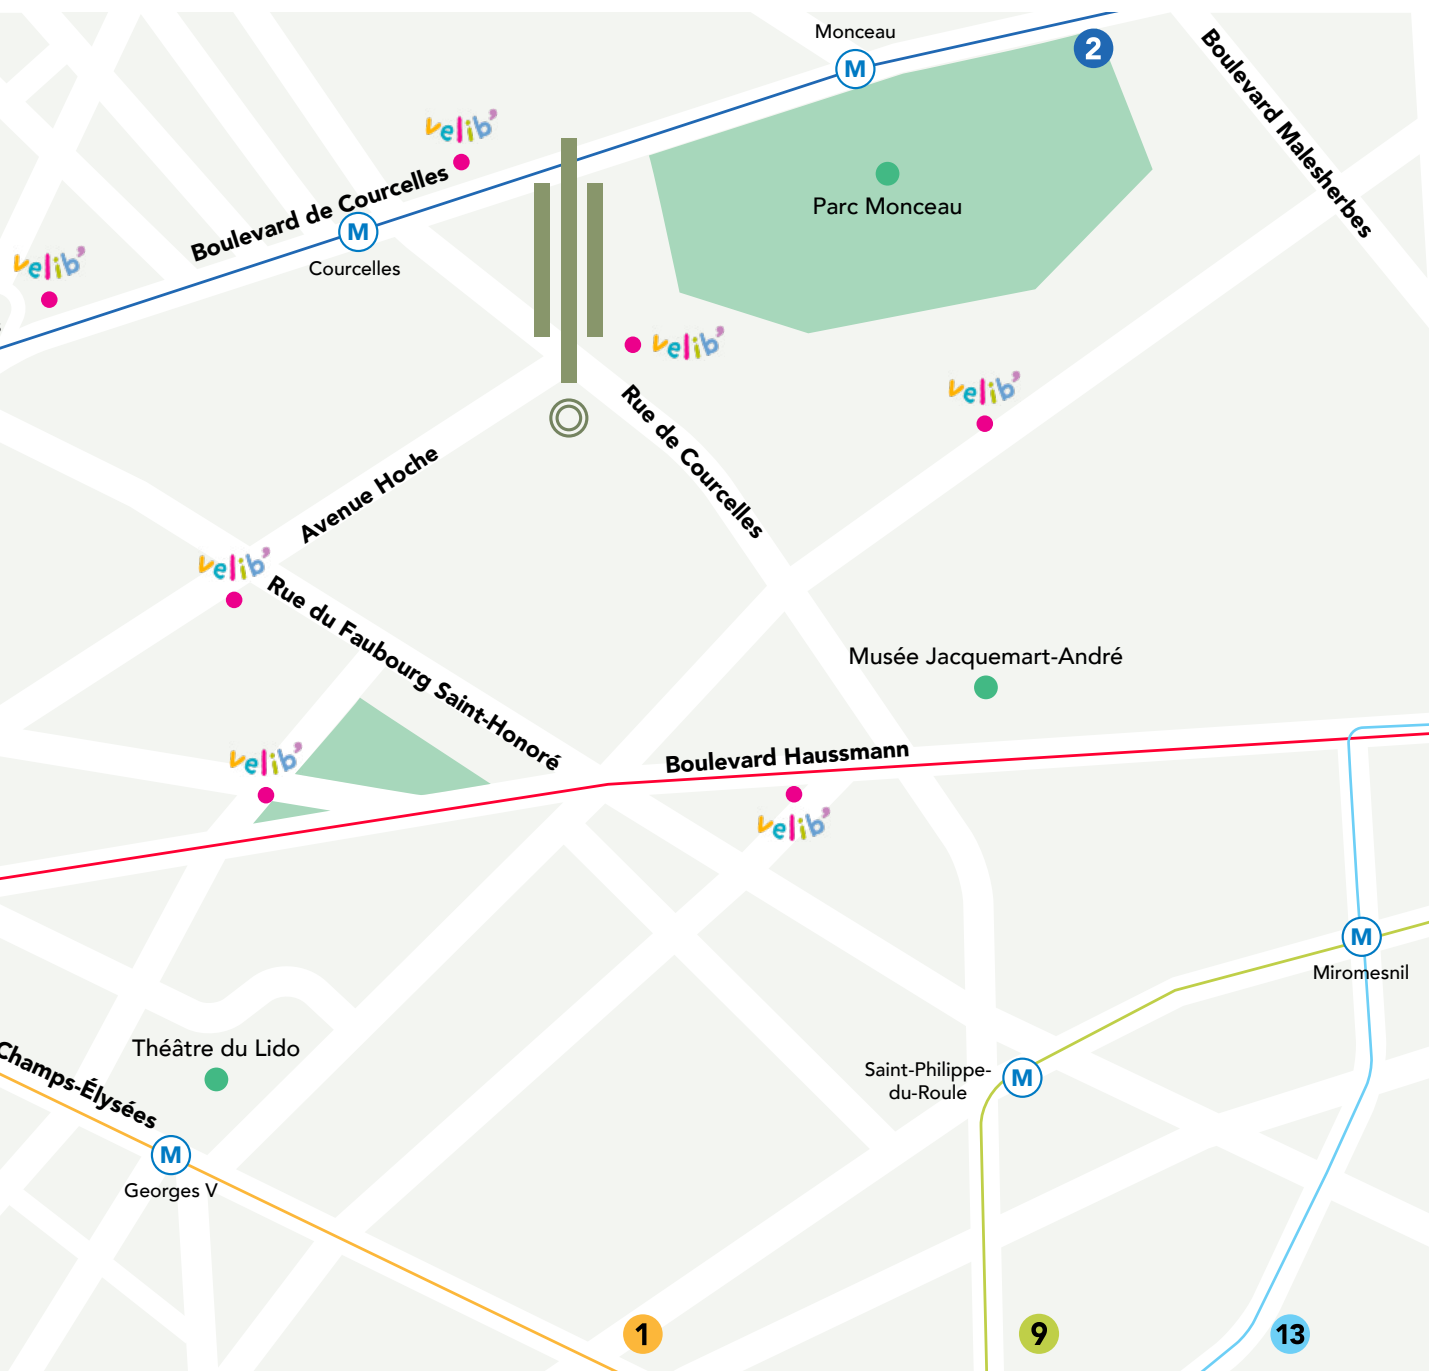 Monceau
M
2
Boulevard Malesherbes
velib'
Boulevard de Courcelles
Parc Monceau
M
Courcelles
velib'
velib'
velib'
Rue de Courcelles
Avenue Hoche
velib'
Rue du Faubourg Saint-Honoré
Musée Jacquemart-André
velib'
Boulevard Haussmann
velib'
M
Miromesnil
Théâtre du Lido
Champs-Élysées
Saint-Philippe-
du-Roule
M
M
Georges V
1
9
13